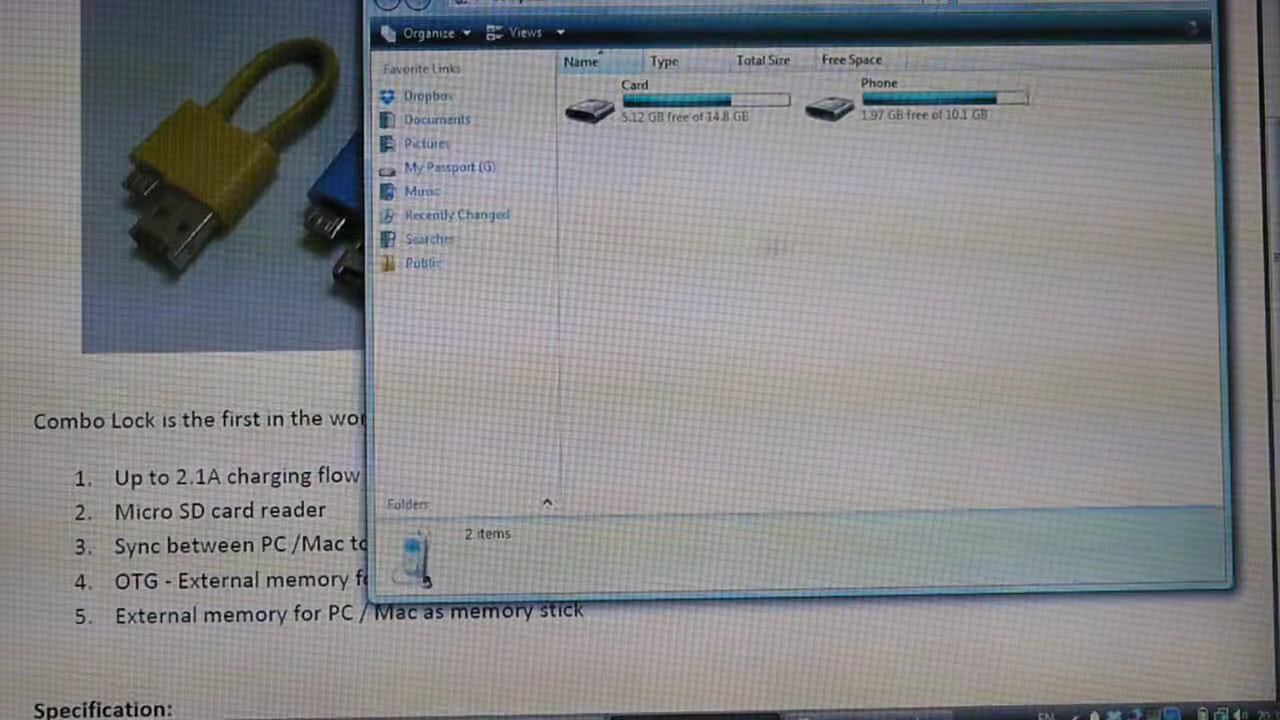 Organize
Views
Favorite Links
Dropbox
Documents
Pictures
My Passport (G)
Music
Recently Changed
Searches
Public
Folders
Name
Type
Total Size
Free Space
Card
5.12 GB free of 14.8 GB
Phone
1.97 GB free of 10.1 GB
2 items
Combo Lock is the first in the
1. Up to 2.1A charging flow
2. Micro SD card reader
3. Sync between PC /Mac
4. OTG - External memory
5. External memory for PC / Mac as memory stick
Specification:
EN